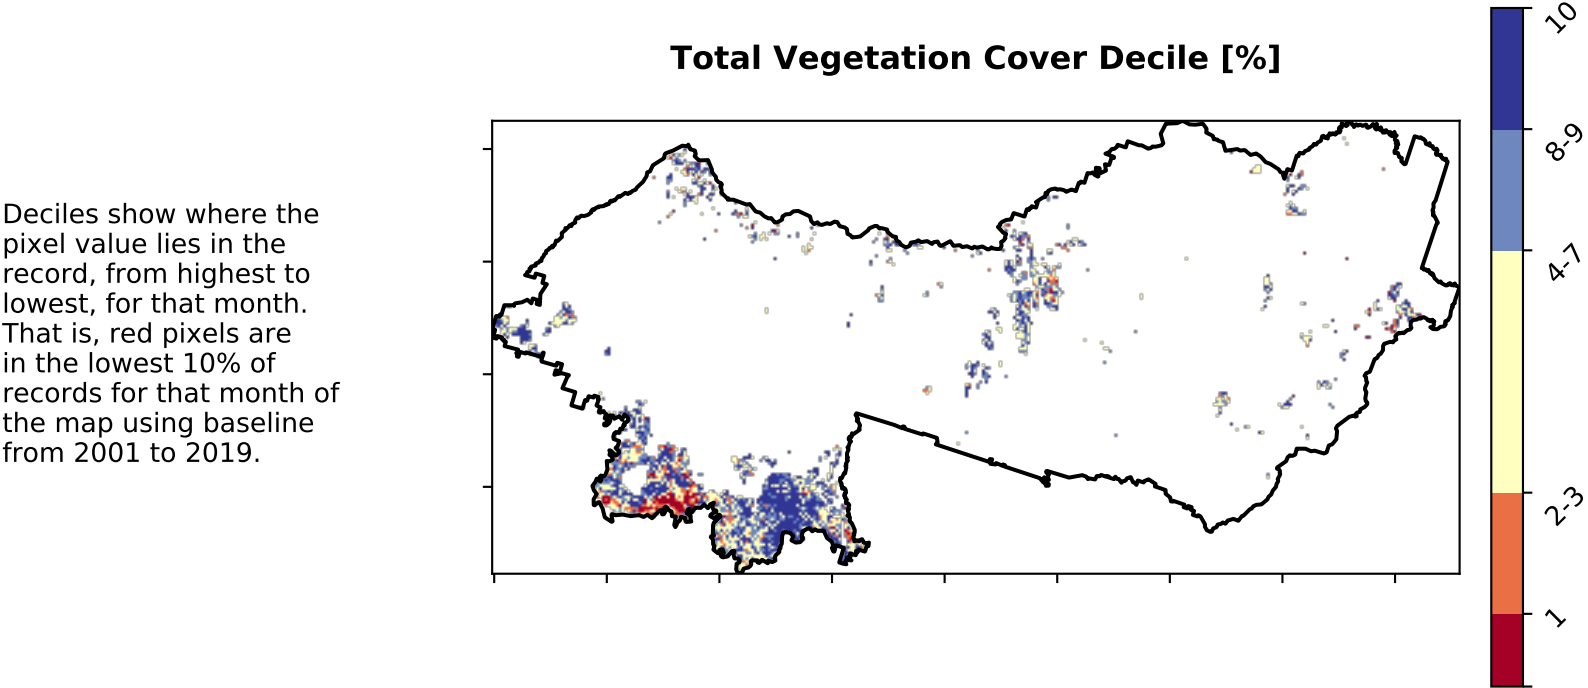 Total Vegetation Cover Decile [%]
Deciles show where the
pixel value lies in the
record, from highest to
lowest, for that month.
That is, red pixels are
in the lowest 10% of
records for that month of
the map using baseline
from 2001 to 2019.
10
8-9
4-7
2-3
1